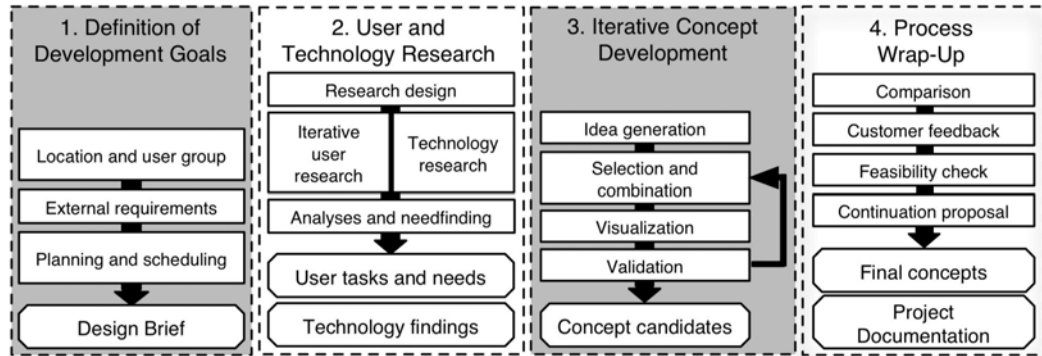 1. Definition of
Development Goals
Location and user group
External requirements
Planning and scheduling
Design Brief
2. User and
Technology Research
Research design
Iterative
user
research
Technology
research
Analyses and needfinding
User tasks and needs
Technology findings
3. Iterative Concept
Development
Idea generation
Selection and
combination
Visualization
Validation
Concept candidates
4. Process
Wrap-Up
Comparison
Customer feedback
Feasibility check
Continuation proposal
Final concepts
Project
Documentation